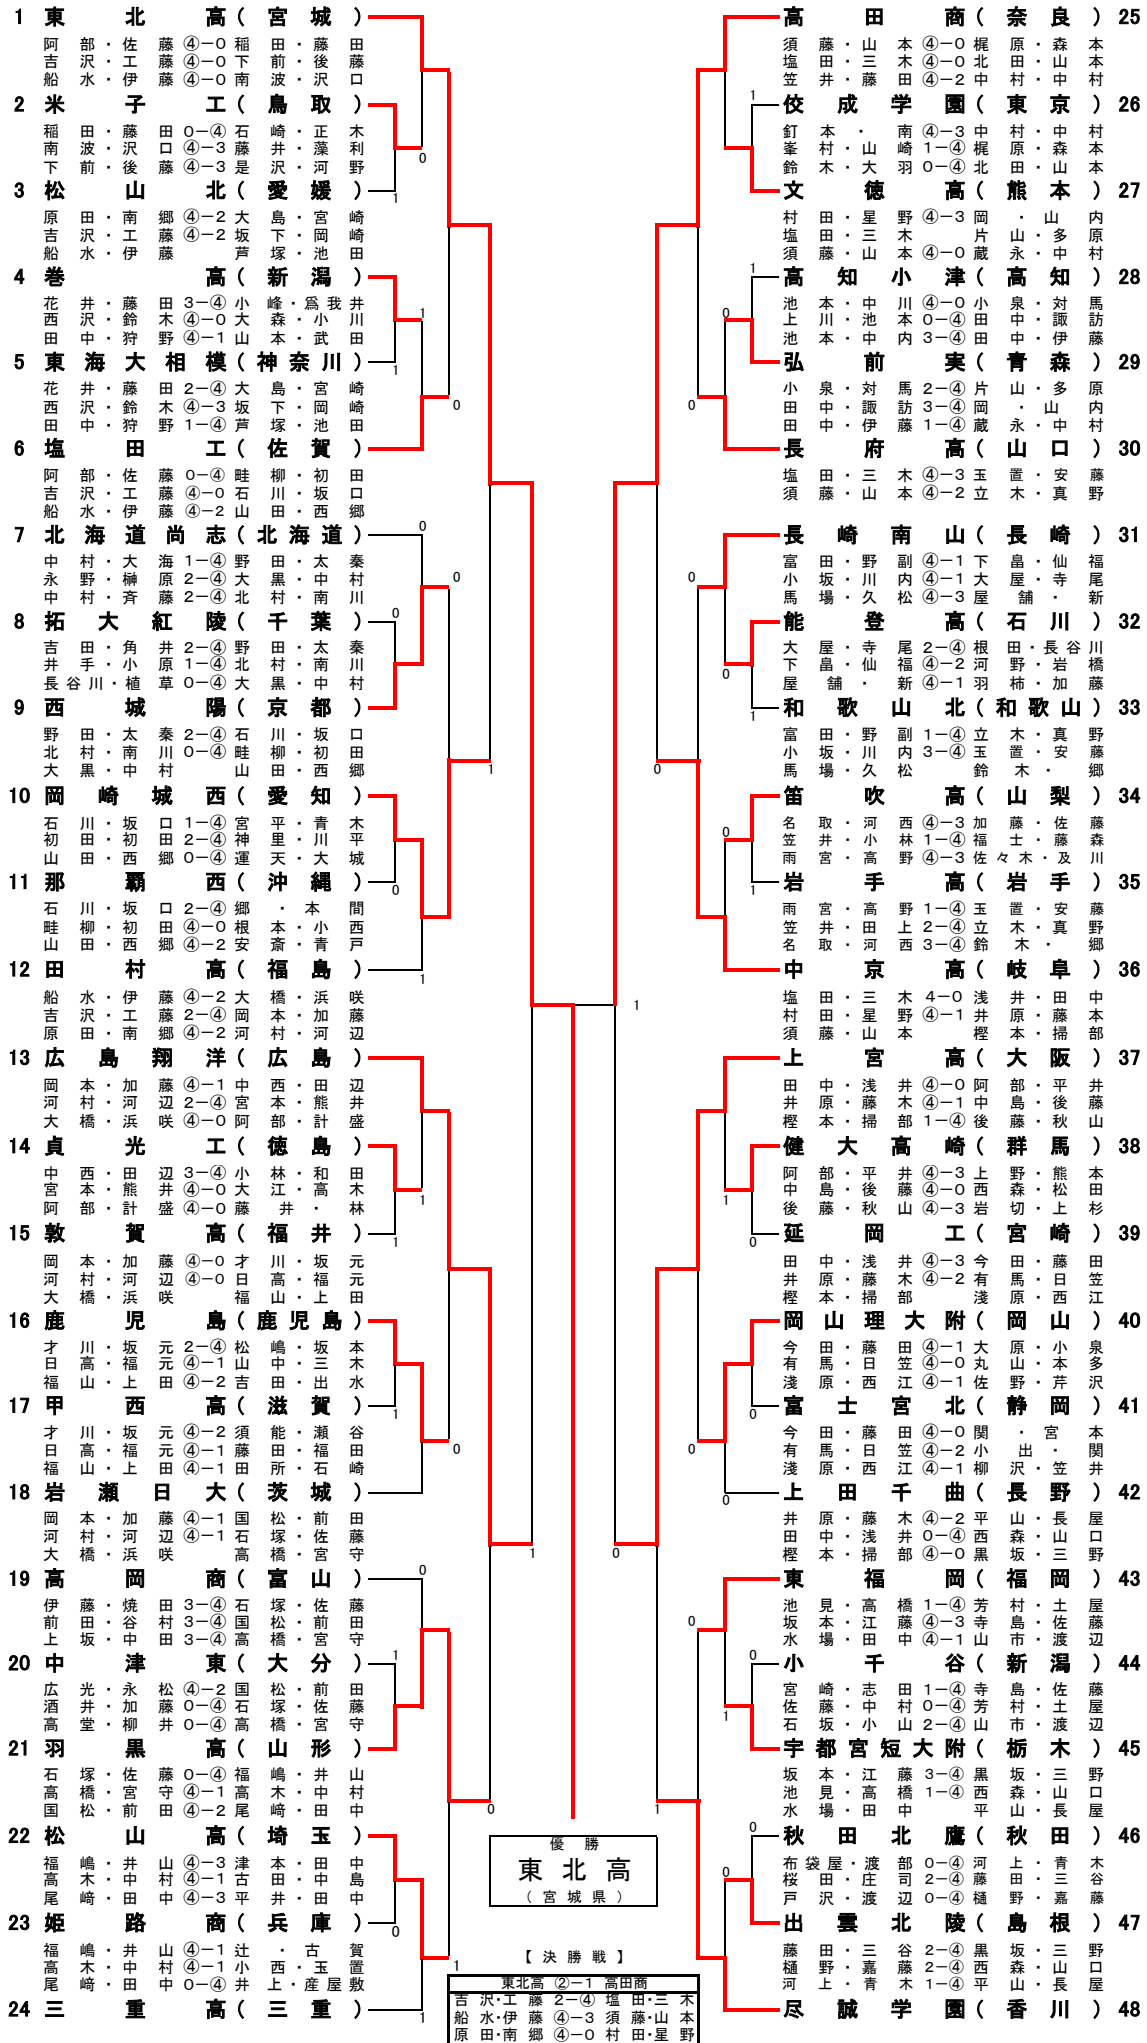 1 東北高(宮城)
阿部・佐藤 ④-0 稲田・藤田
吉沢・工藤 ④-0 下前・後藤
船水・伊藤 ④-0 南波・沢口
2 米子工(鳥取)
稲田・藤田 0-④ 石崎・正木
南波・沢口 ④-3 藤井・藻利
下前・後藤 ④-3 是沢・河野
0
3 松山北(愛媛)
1
原田・南郷 ④-2 大島・宮崎
吉沢・工藤 ④-2 坂下・岡崎
船水・伊藤 芦塚・池田
4 巻高(新潟)
花井・藤田 3-④ 小峰・爲我井
西沢・鈴木 ④-0 大森・小川
田中・狩野 ④-1 山本・武田
1
5 東海大相模(神奈川)
1
花井・藤田 2-④ 大島・宮崎
西沢・鈴木 ④-3 坂下・岡崎
田中・狩野 1-④ 芦塚・池田
0
6 塩田工(佐賀)
阿部・佐藤 0-④ 畦柳・初田
吉沢・工藤 ④-0 石川・坂口
船水・伊藤 ④-2 山田・西郷
7 北海道尚志(北海道)
0
中村・大海 1-④ 野田・太秦
永野・榊原 2-④ 大黒・中村
中村・斉藤 2-④ 北村・南川
0
8 拓大紅陵(千葉)
0
吉田・角井 2-④ 野田・太秦
井手・小原 1-④ 北村・南川
長谷川・植草 0-④ 大黒・中村
9 西城陽(京都)
野田・太秦 2-④ 石川・坂口
北村・南川 0-④ 畦柳・初田
大黒・中村 山田・西郷
1
10 岡崎城西(愛知)
石川・坂口 1-④ 宮平・青木
初田・初田 2-④ 神里・川平
山田・西郷 0-④ 運天・大城
11 那覇西(沖縄)
0
石川・坂口 2-④ 郷・本間
畦柳・初田 ④-0 根本・小西
山田・西郷 ④-2 安斎・青戸
12 田村高(福島)
1
船水・伊藤 ④-2 大橋・浜咲
吉沢・工藤 2-④ 岡本・加藤
原田・南郷 ④-2 河村・河辺
13 広島翔洋(広島)
岡本・加藤 ④-1 中西・田辺
河村・河辺 2-④ 宮本・熊井
大橋・浜咲 ④-0 阿部・計盛
14 貞光工(徳島)
中西・田辺 3-④ 小林・和田
宮本・熊井 ④-0 大江・高木
阿部・計盛 ④-0 藤井・林
1
15 敦賀高(福井)
1
岡本・加藤 ④-0 才川・坂元
河村・河辺 ④-0 日高・福元
大橋・浜咲 福山・上田
16 鹿児島(鹿児島)
才川・坂元 2-④ 松嶋・坂本
日高・福元 ④-1 山中・三木
福山・上田 ④-2 吉田・出水
17 甲西高(滋賀)
1
才川・坂元 ④-2 須能・瀬谷
日高・福元 ④-1 藤田・福田
福山・上田 ④-1 田所・石崎
0
18 岩瀬日大(茨城)
岡本・加藤 ④-1 国松・前田
河村・河辺 ④-1 石塚・佐藤
大橋・浜咲 高橋・宮守
1
19 高岡商(富山)
0
伊藤・焼田 3-④ 石塚・佐藤
前田・谷村 3-④ 国松・前田
上坂・中田 3-④ 高橋・宮守
1
20 中津東(大分)
1
広光・永松 ④-2 国松・前田
酒井・加藤 0-④ 石塚・佐藤
高堂・柳井 0-④ 高橋・宮守
21 羽黒高(山形)
石塚・佐藤 0-④ 福嶋・井山
高橋・宮守 ④-1 高木・中村
国松・前田 ④-2 尾﨑・田中
0
22 松山高(埼玉)
福嶋・井山 ④-3 津本・田中
高木・中村 ④-1 古田・中島
尾﨑・田中 ④-3 平井・田中
23 姫路商(兵庫)
0
福嶋・井山 ④-1 辻・古賀
高木・中村 ④-1 小西・玉置
尾﨑・田中 0-④ 井上・産屋敷
1
24 三重高(三重)
1
高田商(奈良) 25
須藤・山本 ④-0 梶原・森本
塩田・三木 ④-0 北田・山本
笠井・藤田 ④-2 中村・中村
1
佼成学園(東京) 26
釘本・南 ④-3 中村・中村
峯村・山崎 1-④ 梶原・森本
鈴木・大羽 0-④ 北田・山本
0
文徳高(熊本) 27
村田・星野 ④-3 岡・山内
塩田・三木 片山・多原
須藤・山本 ④-0 蔵永・中村
1
高知小津(高知) 28
池本・中川 ④-0 小泉・対馬
上川・池本 0-④ 田中・諏訪
池本・中内 3-④ 田中・伊藤
0
弘前実(青森) 29
小泉・対馬 2-④ 片山・多原
田中・諏訪 3-④ 岡・山内
田中・伊藤 1-④ 蔵永・中村
0
長府高(山口) 30
塩田・三木 ④-3 玉置・安藤
須藤・山本 ④-2 立木・真野
長崎南山(長崎) 31
富田・野副 ④-1 下畠・仙福
小坂・川内 ④-1 大屋・寺尾
馬場・久松 ④-3 屋舗・新
0
能登高(石川) 32
大屋・寺尾 2-④ 根田・長谷川
下畠・仙福 ④-2 河野・岩橋
屋舗・新 ④-1 羽柿・加藤
0
和歌山北(和歌山) 33
1
富田・野副 1-④ 立木・真野
小坂・川内 3-④ 玉置・安藤
馬場・久松 鈴木・郷
0
笛吹高(山梨) 34
名取・河西 ④-3 加藤・佐藤
笠井・小林 1-④ 福士・藤森
雨宮・高野 ④-3 佐々木・及川
0
岩手高(岩手) 35
1
雨宮・高野 1-④ 玉置・安藤
笠井・田上 2-④ 立木・真野
名取・河西 3-④ 鈴木・郷
中京高(岐阜) 36
塩田・三木 4-0 浅井・田中
村田・星野 ④-1 井原・藤本
須藤・山本 樫本・掃部
1
上宮高(大阪) 37
田中・浅井 ④-0 阿部・平井
井原・藤木 ④-1 中島・後藤
樫本・掃部 1-④ 後藤・秋山
健大高崎(群馬) 38
阿部・平井 ④-3 上野・熊本
中島・後藤 ④-0 西森・松田
後藤・秋山 ④-3 岩切・上杉
1
延岡工(宮崎) 39
0
田中・浅井 ④-3 今田・藤田
井原・藤木 ④-2 有馬・日笠
樫本・掃部 淺原・西江
岡山理大附(岡山) 40
今田・藤田 ④-1 大原・小泉
有馬・日笠 ④-0 丸山・本多
淺原・西江 ④-1 佐野・芹沢
富士宮北(静岡) 41
0
今田・藤田 ④-0 関・宮本
有馬・日笠 ④-2 小出・関
淺原・西江 ④-1 柳沢・笠井
0
上田千曲(長野) 42
0
井原・藤木 ④-2 平山・長屋
田中・浅井 0-④ 西森・山口
樫本・掃部 ④-0 黒坂・三野
0
東福岡(福岡) 43
池見・高橋 1-④ 芳村・土屋
坂本・江藤 ④-3 寺島・佐藤
水場・田中 ④-1 山市・渡辺
0
小千谷(新潟) 44
0
宮崎・志田 1-④ 寺島・佐藤
佐藤・中村 0-④ 芳村・土屋
石坂・小山 2-④ 山市・渡辺
1
宇都宮短大附(栃木) 45
坂本・江藤 3-④ 黒坂・三野
池見・高橋 1-④ 西森・山口
水場・田中 平山・長屋
1
秋田北鷹(秋田) 46
0
布袋屋・渡部 0-④ 河上・青木
桜田・庄司 2-④ 藤田・三谷
戸沢・渡辺 0-④ 樋野・嘉藤
0
出雲北陵(島根) 47
藤田・三谷 2-④ 黒坂・三野
樋野・嘉藤 2-④ 西森・山口
河上・青木 1-④ 平山・長屋
尽誠学園(香川) 48
優勝
東北高
(宮城県)
【決勝戦】
東北高 ②-1 高田商
吉沢・工藤 2-④ 塩田・三木
船水・伊藤 ④-3 須藤・山本
原田・南郷 ④-0 村田・星野